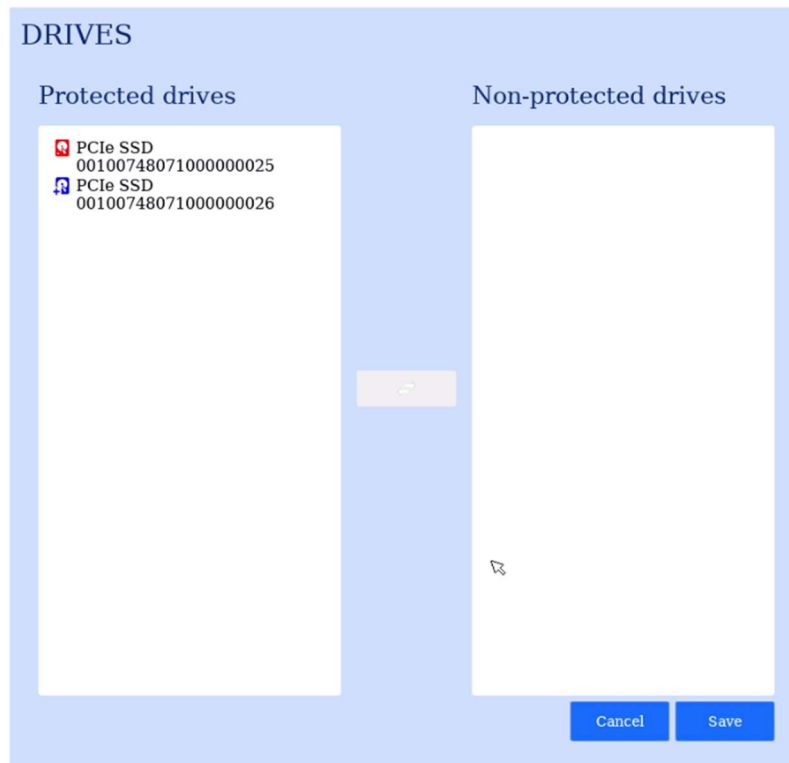 DRIVES
Protected drives
Non-protected drives
PCIe SSD
00100748071000000025
PCIe SSD
00100748071000000026
Cancel
Save